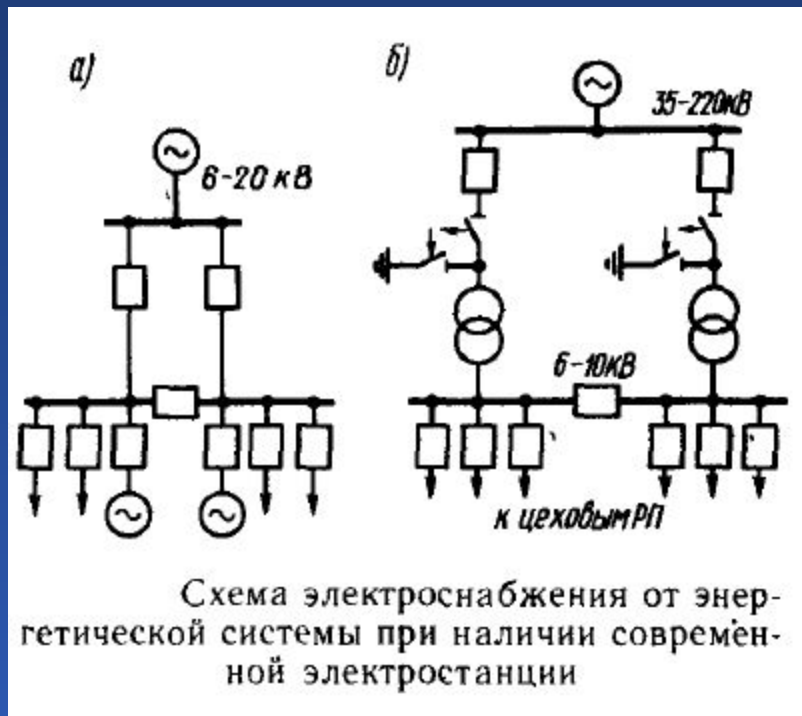 а)
б)
6-20 кВ
35-220кВ
6-10кВ
к цеховым РП
Схема электроснабжения от энер-
гетической системы при наличии современ-
ной электростанции